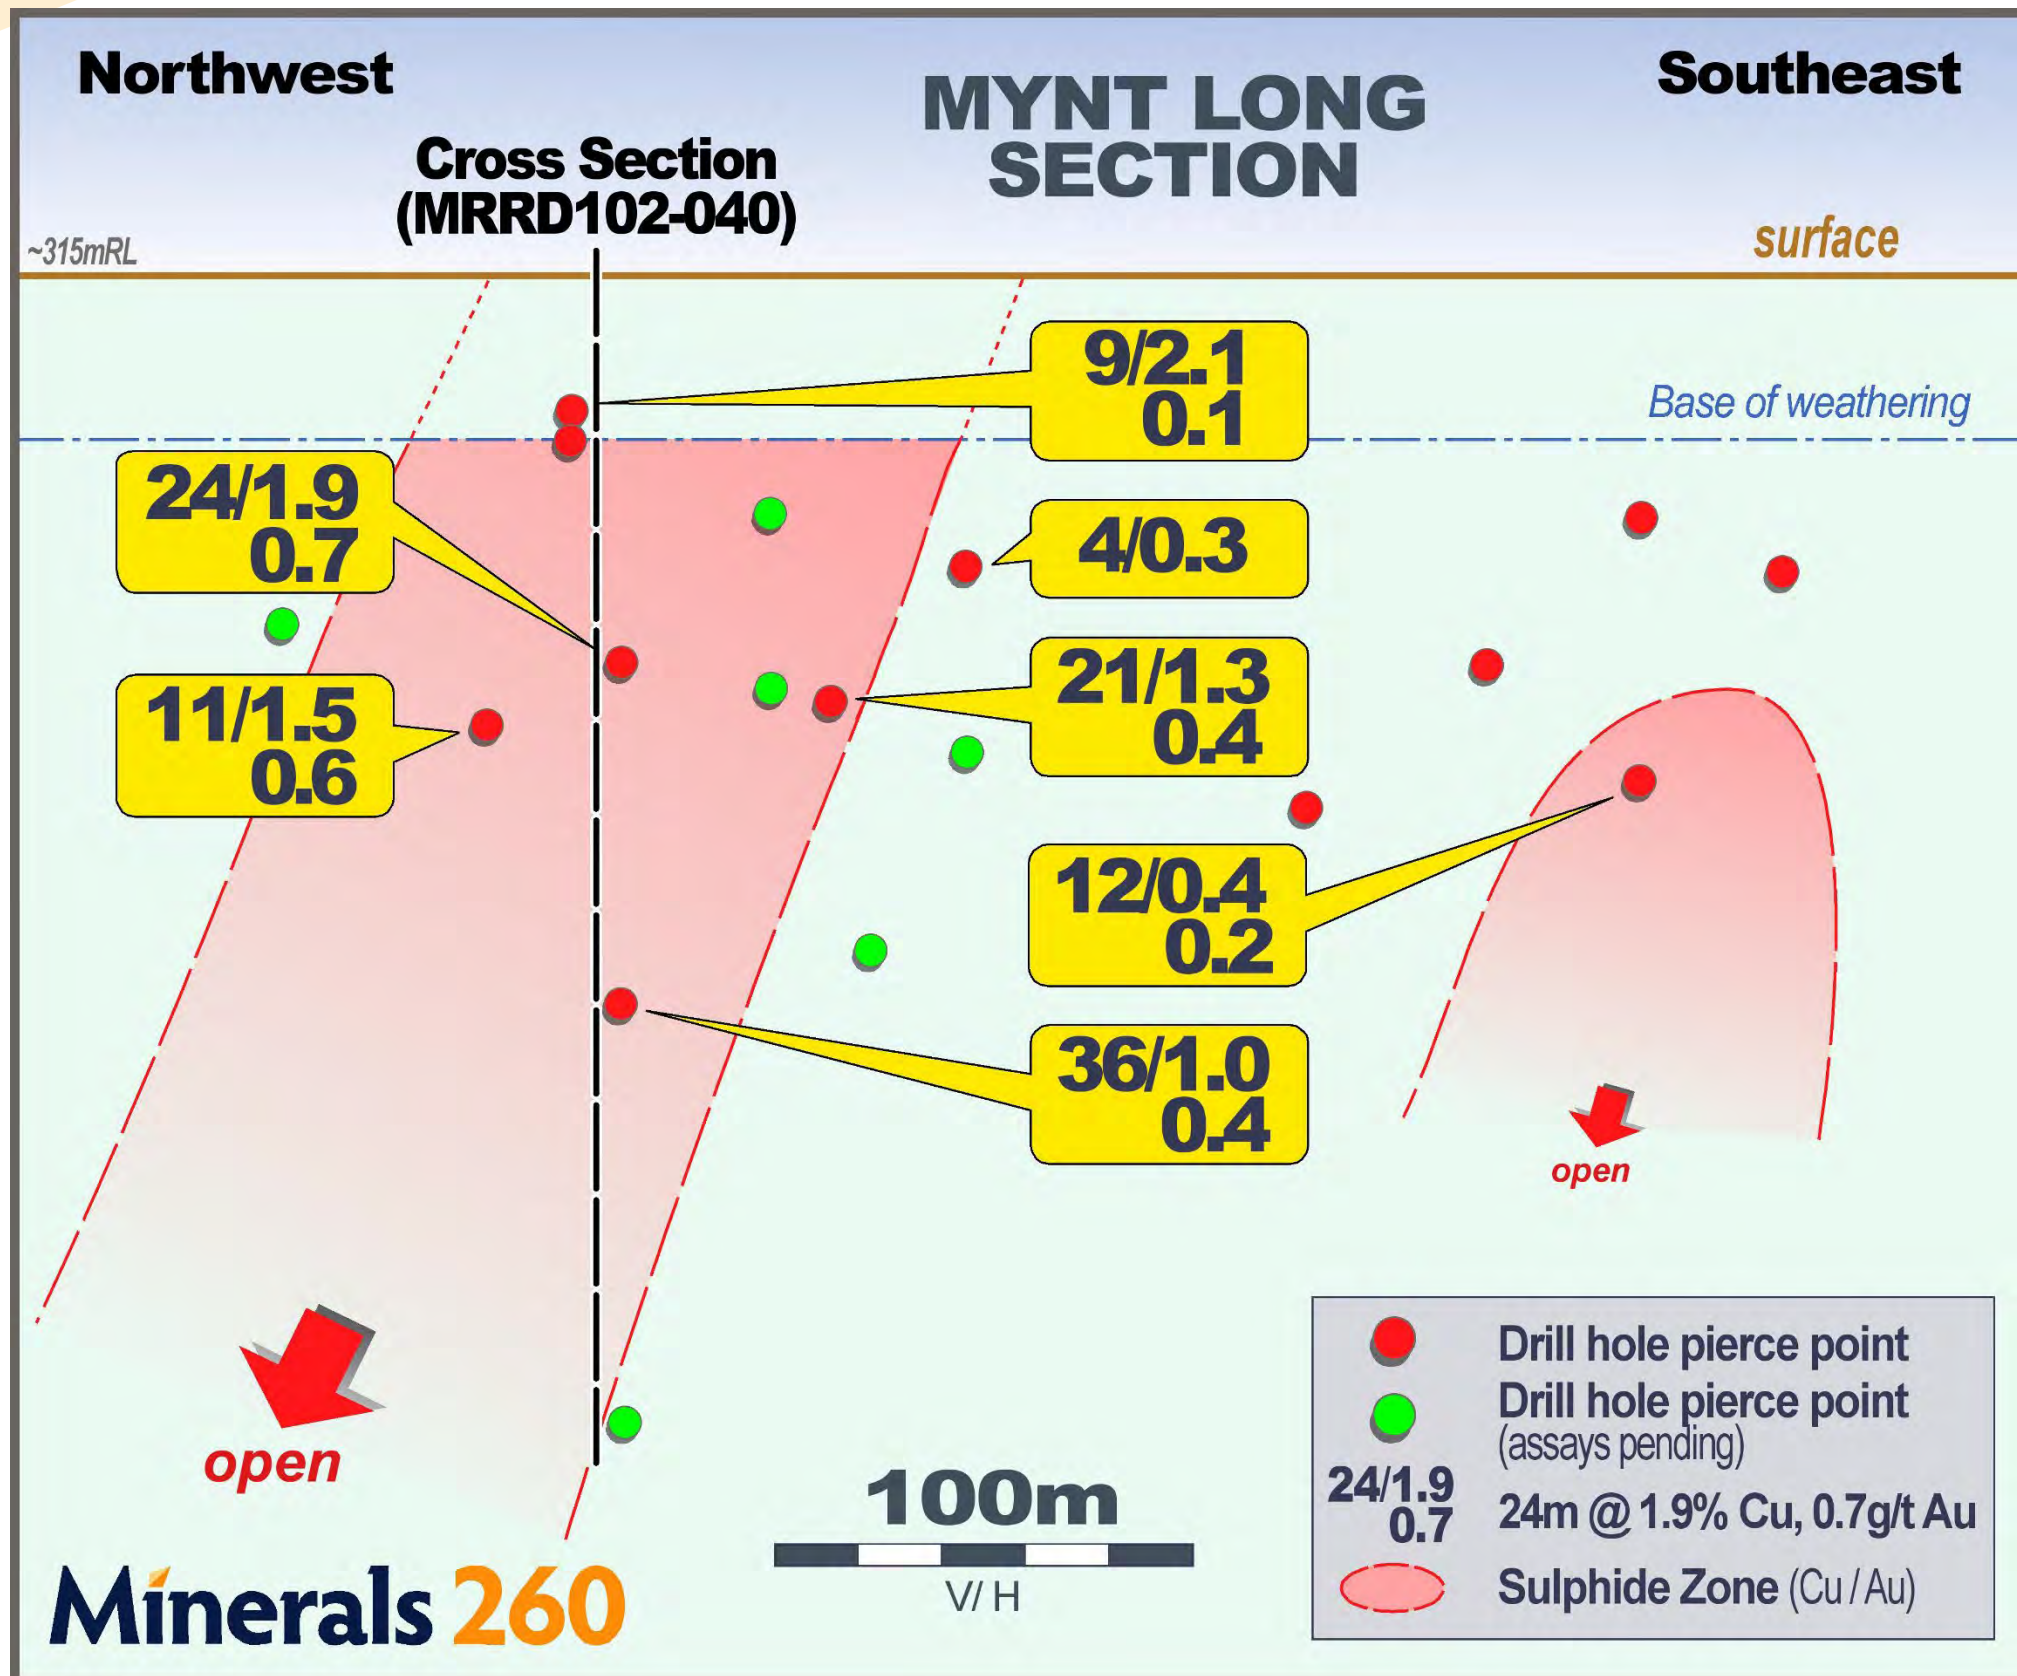 Northwest
MYNT LONG
SECTION
Southeast
Cross Section
(MRRD102-040)
~315mRL
surface
9/2.1
0.1
Base of weathering
24/1.9
0.7
4/0.3
21/1.3
0.4
11/1.5
0.6
12/0.4
0.2
36/1.0
0.4
open
open
100m
V/ H
Drill hole pierce point
Drill hole pierce point
(assays pending)
24/1.9
0.7
24m @ 1.9% Cu, 0.7g/t Au
Sulphide Zone (Cu / Au)
Minerals 260